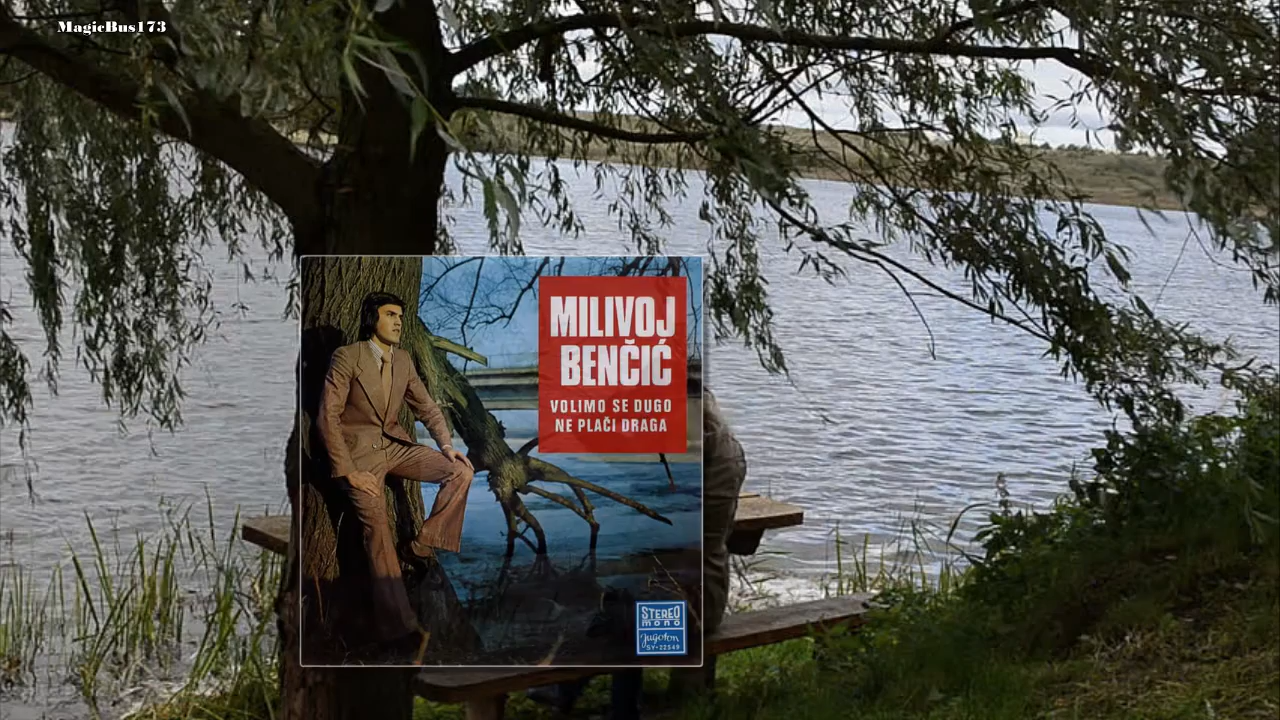 MagicBus173
MILIVOJ
BENČIĆ
VOLIMO SE DUGO
NE PLAČI DRAGA
STEREO
mono
Jugoton
SY-22549